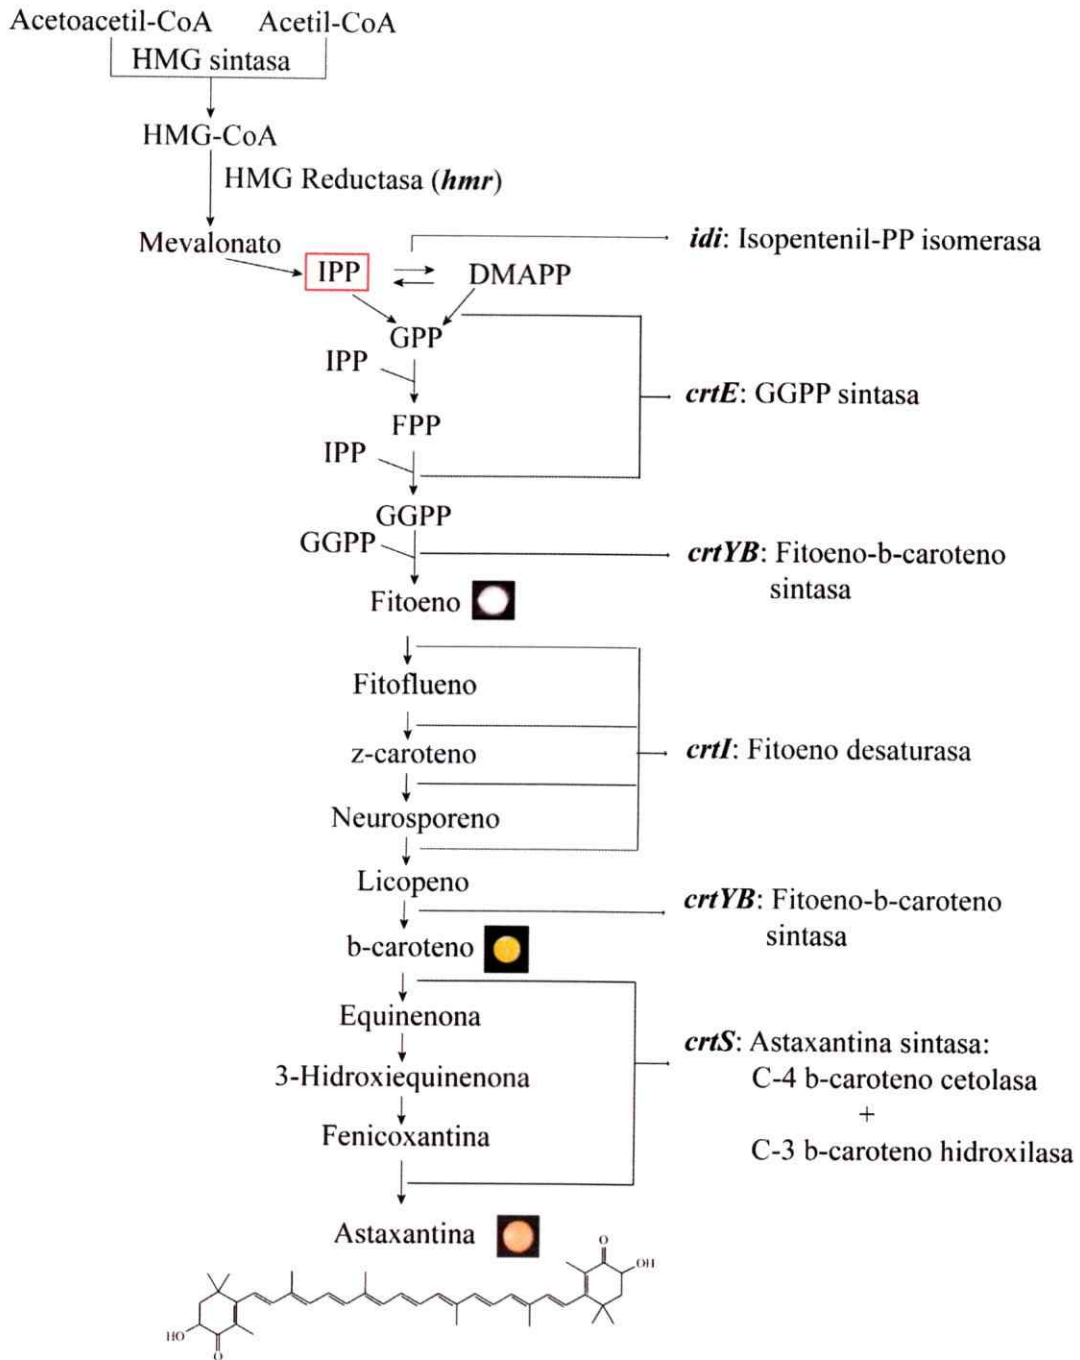 Acetoacetil-CoA Acetil-CoA
HMG sintasa
HMG-CoA
HMG Reductasa (hmr)
Mevalonato
idi: Isopentenil-PP isomerasa
IPP DMAPP
GPP
IPP
crtE: GGPP sintasa
FPP
IPP
GGPP
GGPP
crtYB: Fitoeno-b-caroteno
sintasa
Fitoeno
Fitoflueno
z-caroteno
crtI: Fitoeno desaturasa
Neurosporeno
Licopeno
crtYB: Fitoeno-b-caroteno
sintasa
b-caroteno
Equinenona
crtS: Astaxantina sintasa:
3-Hidroxiequinenona
C-4 b-caroteno cetolasa
+
Fenicoxantina
C-3 b-caroteno hidroxilasa
Astaxantina
O
OH
HO
O